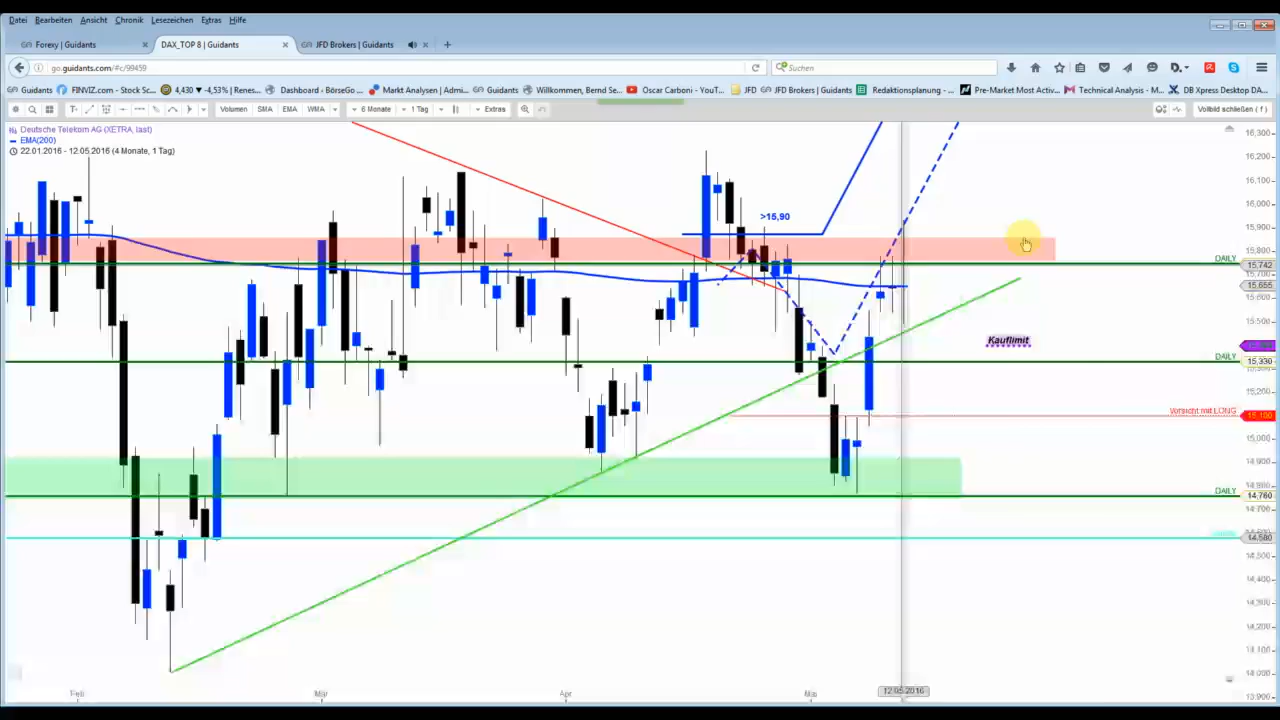 Datei Bearbeiten Ansicht Chronik Lesezeichen Extras Hilfe
Forexy | Guidants
DAX_TOP 8 | Guidants
JFD Brokers | Guidants
go.guidants.com/#c/99459
Suchen
Guidants FINVIZ.com - Stock Sc... 4,430 ▼ -4,53% | Renes... Dashboard - BörseGo ... Markt Analysen | Admi... Guidants Willkommen, Bernd Se... Oscar Carboni - YouT... JFD JFD Brokers | Guidants Redaktionsplanung - ... Pre-Market Most Activ... Technical Analysis - M... DB Xpress Desktop DA...
Volumen SMA EMA WMA 6 Monate 1 Tag Extras
Vollbild schließen ( f )
Deutsche Telekom AG (XETRA, last)
EMA(200)
22.01.2016 - 12.05.2016 (4 Monate, 1 Tag)
16,300
16,200
16,100
16,000
>15,90
15,900
15,800
DAILY
15,742
15,700
15,655
15,600
15,500
Kauflimit
DAILY
15,330
15,200
Vorsicht mit LONG
15,100
15,000
14,900
DAILY
14,760
14,700
14,580
14,400
14,300
14,200
14,100
14,000
13,900
Feb Mär Apr Mai 12.05.2016